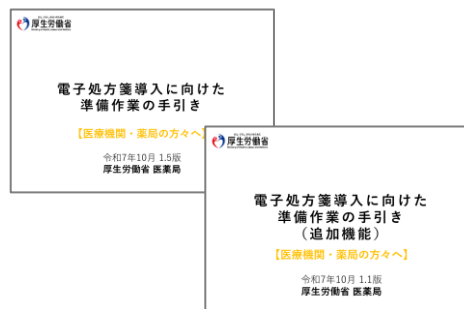 厚生労働省
電子処方箋導入に向けた
準備作業の手引き
【医療機関・薬局の方々へ】
令和7年10月 1.5版
厚生労働省 医薬局
厚生労働省
電子処方箋導入に向けた
準備作業の手引き
（追加機能）
【医療機関・薬局の方々へ】
令和7年10月 1.1版
厚生労働省 医薬局